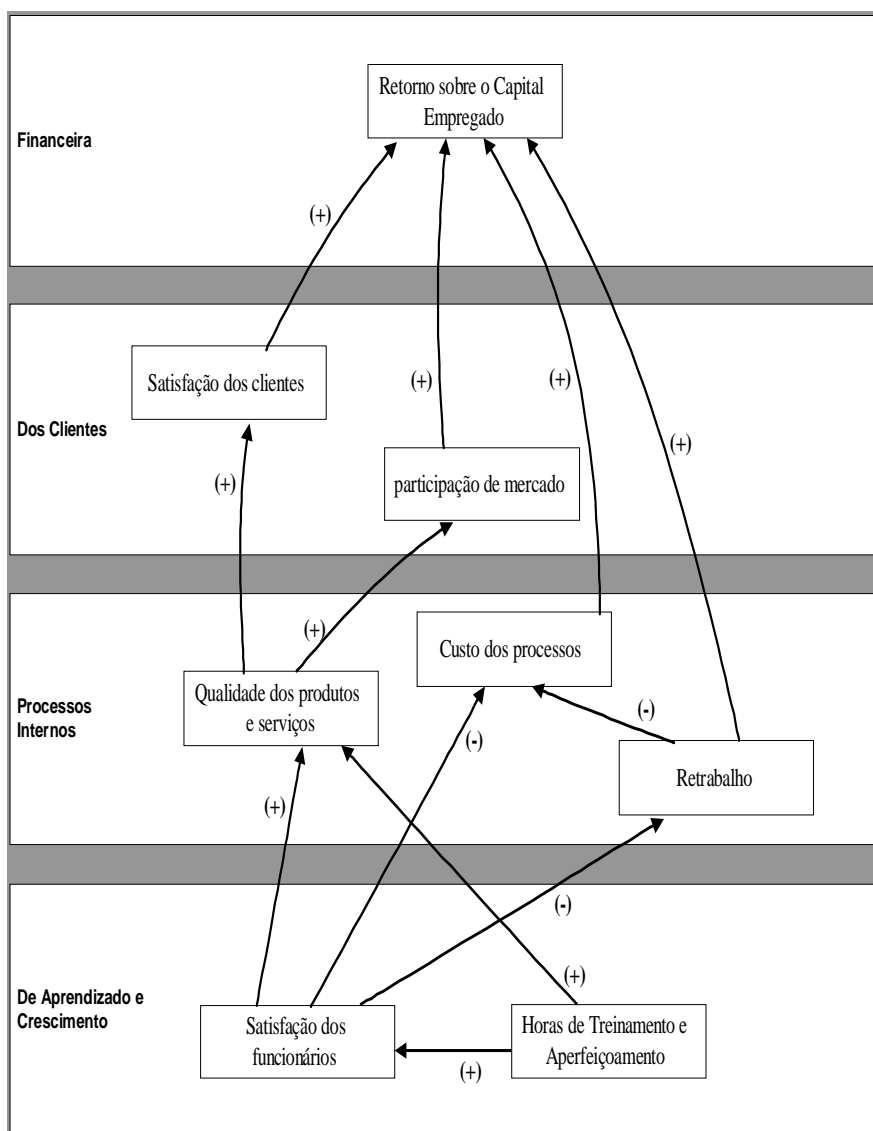 Retorno sobre o Capital
Empregado
Financeira
(+)
Satisfação dos clientes
(+)
(+)
Dos Clientes
(+)
(+)
participação de mercado
(+)
Custo dos processos
Qualidade dos produtos
e serviços
Processos
Internos
(-)
(-)
Retrabalho
(+)
(-)
(+)
De Aprendizado e
Crescimento
Satisfação dos
funcionários
Horas de Treinamento e
Aperfeiçoamento
(+)